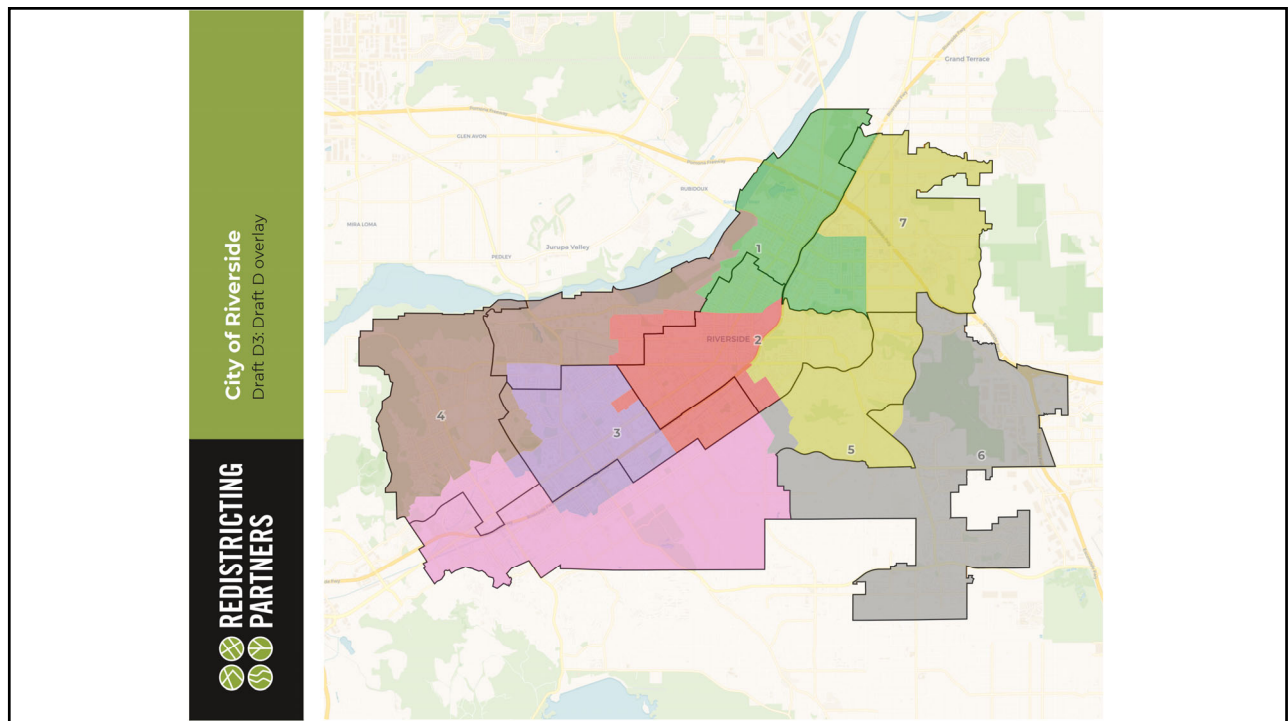 City of Riverside
Draft D3: Draft D overlay
REDISTRICTING
PARTNERS
Grand Terrace
GLEN AVON
RUBIDOUX
MIRA LOMA
Jurupa Valley
PEDLEY
RIVERSIDE
1
2
3
4
5
6
7